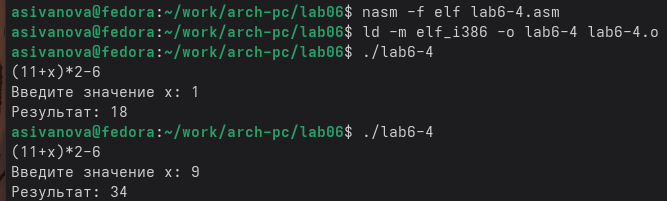 asivanova@fedora:~/work/arch-pc/lab06$ nasm -f elf lab6-4.asm
asivanova@fedora:~/work/arch-pc/lab06$ ld -m elf_i386 -o lab6-4 lab6-4.o
asivanova@fedora:~/work/arch-pc/lab06$ ./lab6-4
(11+x)*2-6
Введите значение x: 1
Результат: 18
asivanova@fedora:~/work/arch-pc/lab06$ ./lab6-4
(11+x)*2-6
Введите значение x: 9
Результат: 34